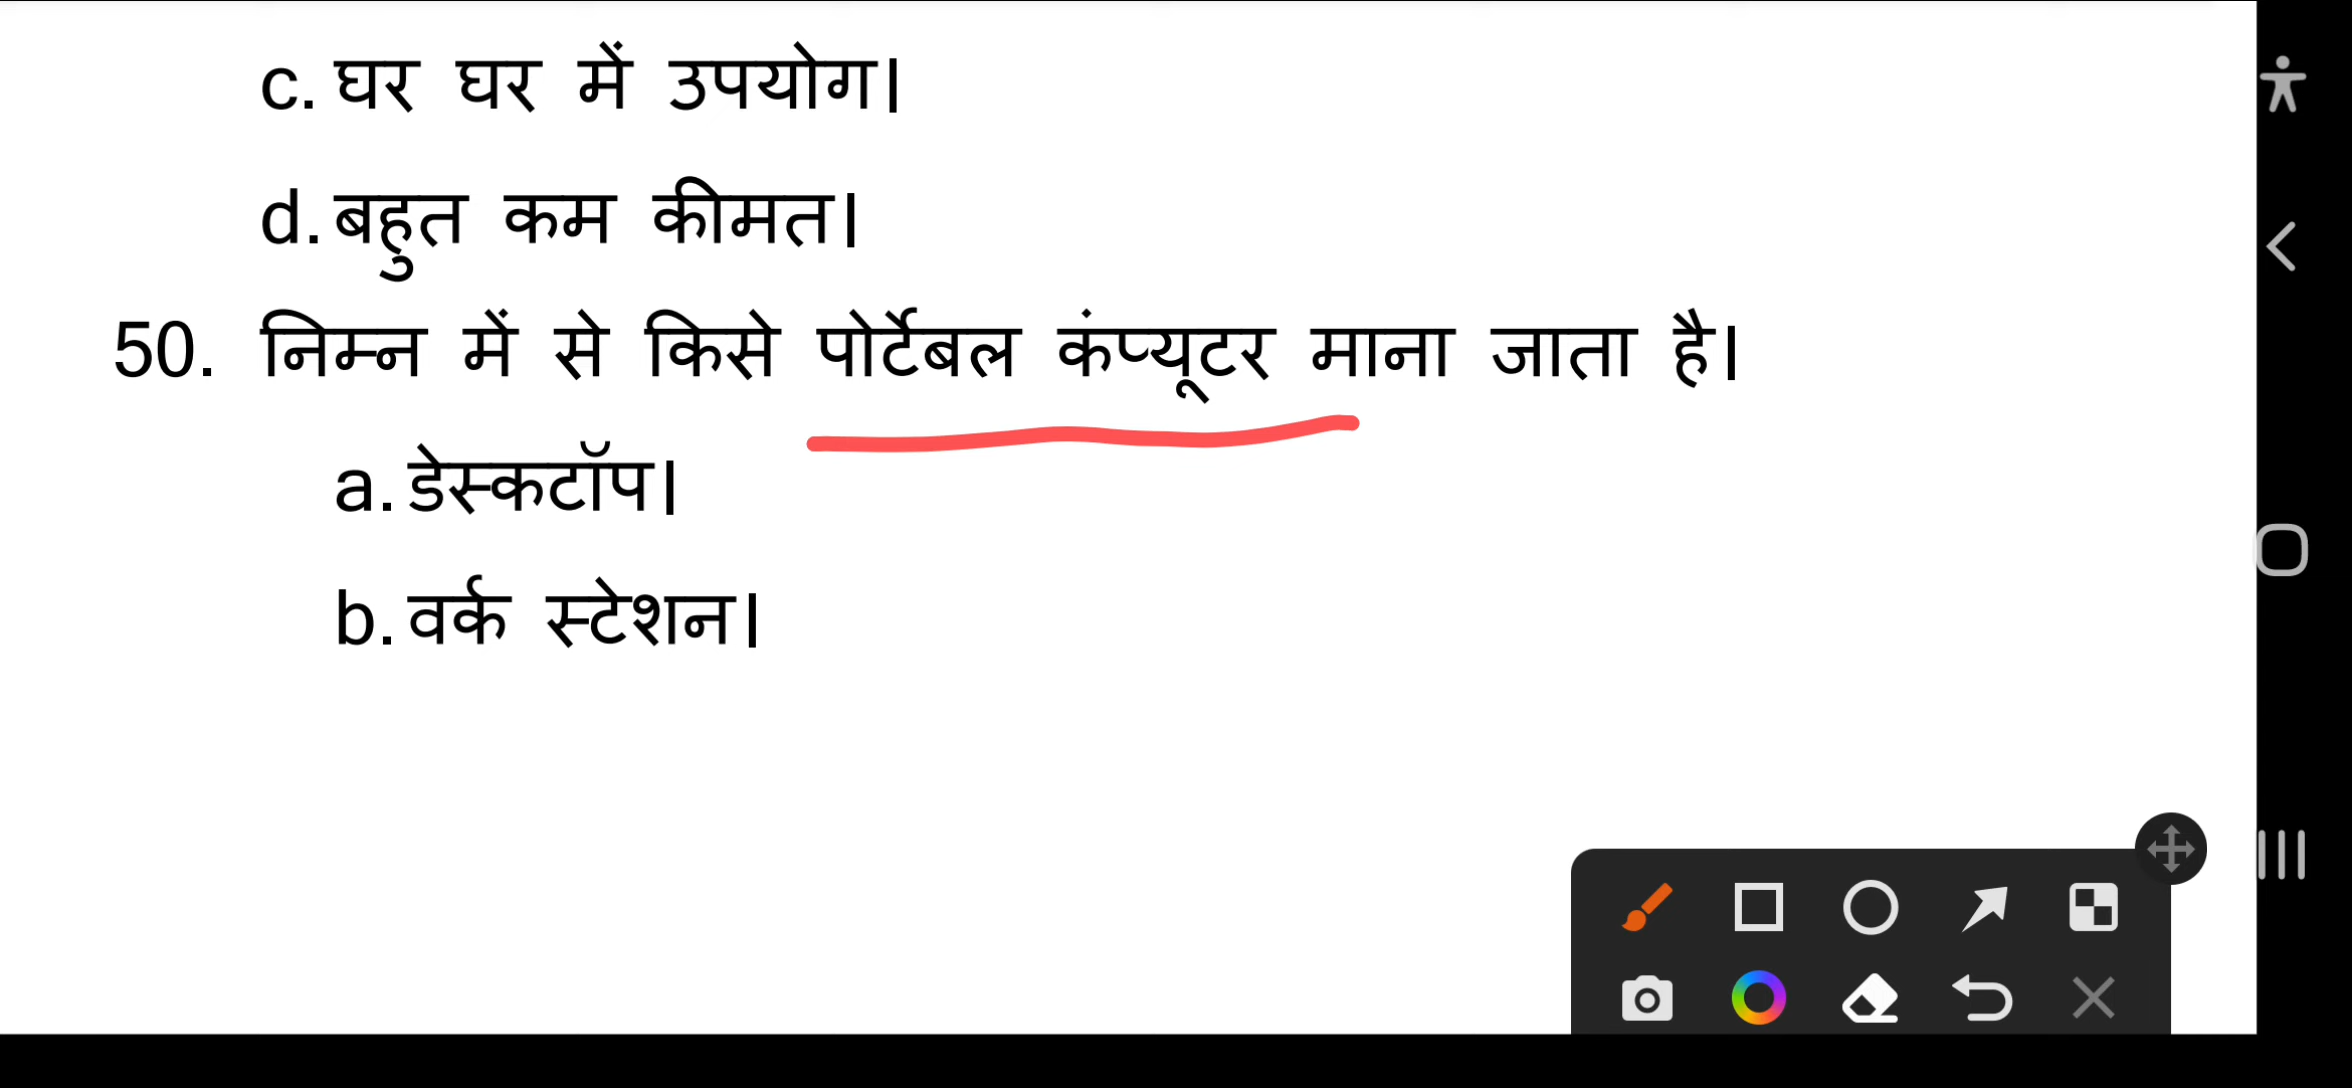 c. घर घर में उपयोग।
d. बहुत कम कीमत।
50. निम्न में से किसे पोर्टेबल कंप्यूटर माना जाता है।
a. डेस्कटॉप।
b. वर्क स्टेशन।